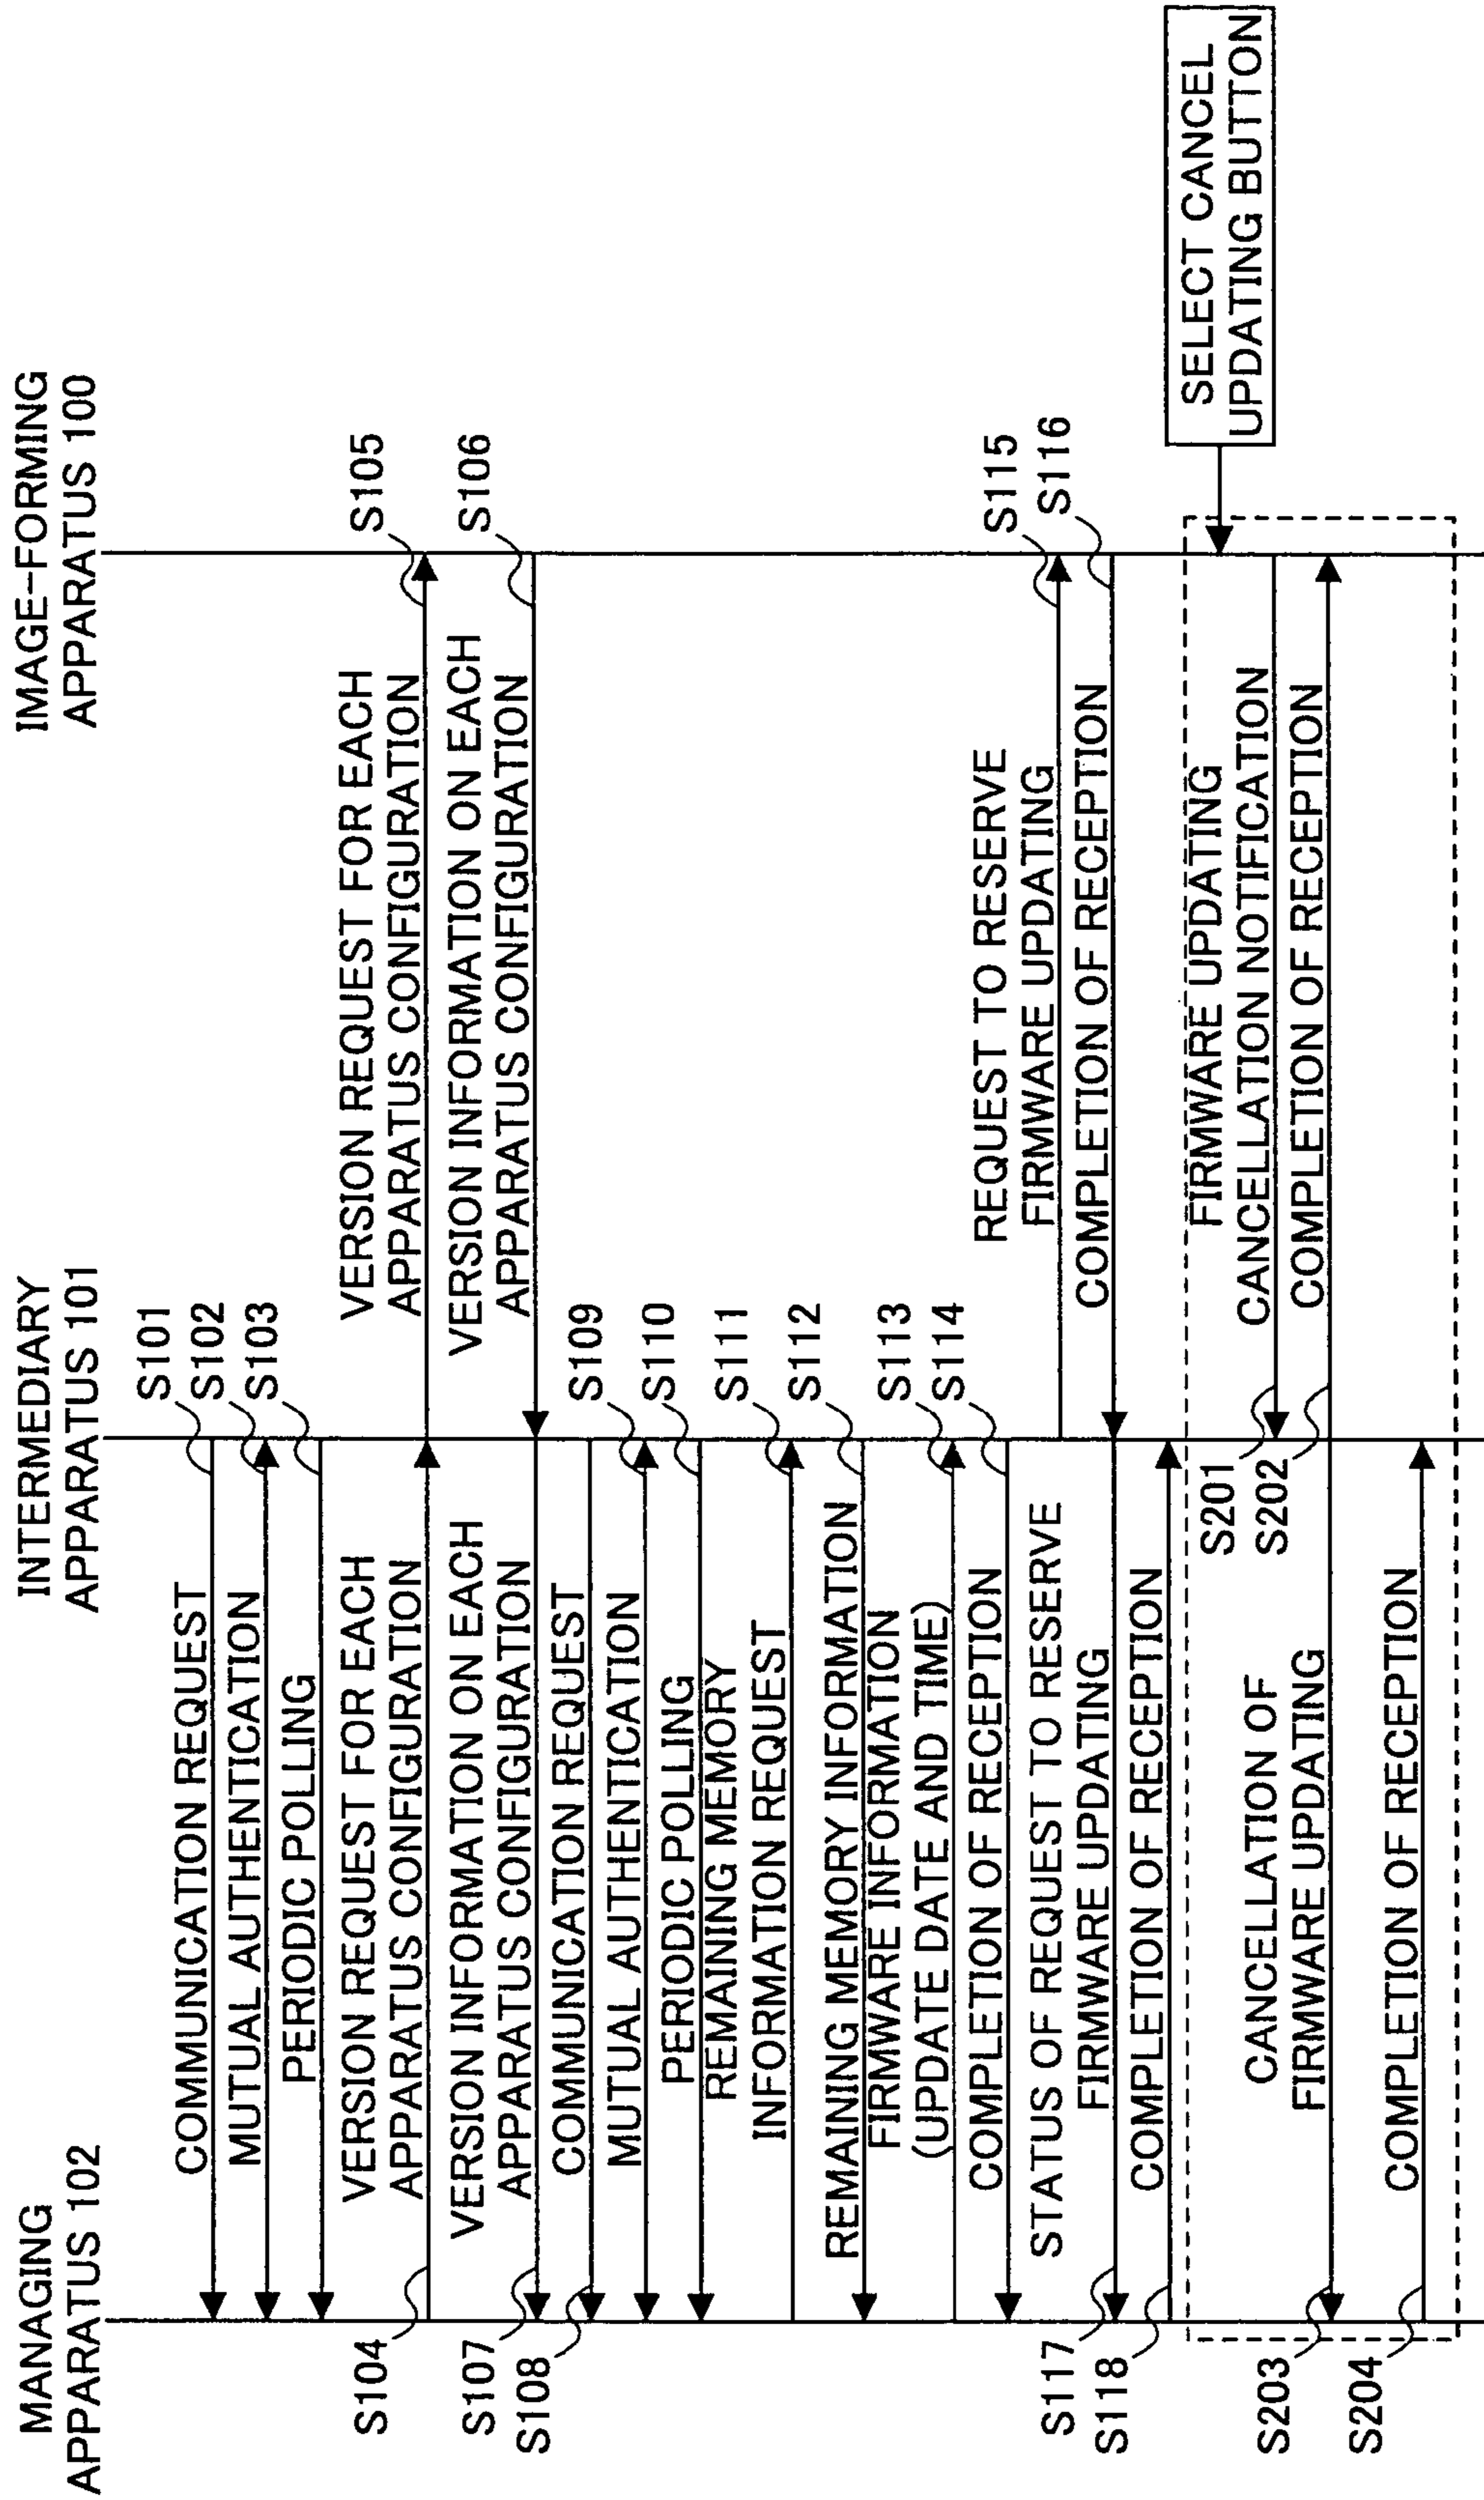 MANAGING
APPARATUS 102
INTERMEDIARY
APPARATUS 101
IMAGE-FORMING
APPARATUS 100
COMMUNICATION REQUEST
S101
MUTUAL AUTHENTICATION
S102
PERIODIC POLLING
S103
S104
VERSION REQUEST FOR EACH
APPARATUS CONFIGURATION
VERSION REQUEST FOR EACH
APPARATUS CONFIGURATION
S105
S107
VERSION INFORMATION ON EACH
APPARATUS CONFIGURATION
VERSION INFORMATION ON EACH
APPARATUS CONFIGURATION
S106
S108
COMMUNICATION REQUEST
S109
MUTUAL AUTHENTICATION
S110
PERIODIC POLLING
REMAINING MEMORY
INFORMATION REQUEST
S111
REMAINING MEMORY INFORMATION
S112
FIRMWARE INFORMATION
(UPDATE DATE AND TIME)
S113
COMPLETION OF RECEPTION
S114
REQUEST TO RESERVE
FIRMWARE UPDATING
S115
S117
STATUS OF REQUEST TO RESERVE
FIRMWARE UPDATING
COMPLETION OF RECEPTION
S116
S118
COMPLETION OF RECEPTION
SELECT CANCEL
UPDATING BUTTON
S201
FIRMWARE UPDATING
CANCELLATION NOTIFICATION
S202
COMPLETION OF RECEPTION
S203
CANCELLATION OF
FIRMWARE UPDATING
S204
COMPLETION OF RECEPTION